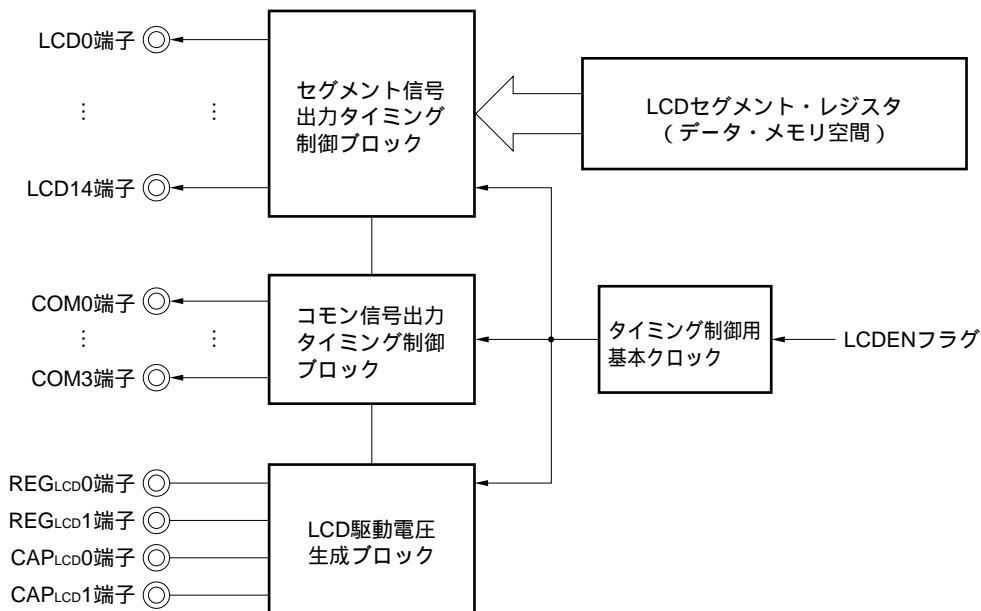 LCD0端子
⋮ ⋮
LCD14端子
セグメント信号
出力タイミング
制御ブロック
LCDセグメント・レジスタ
(データ・メモリ空間)
COM0端子
⋮ ⋮
COM3端子
コモン信号出力
タイミング制御
ブロック
タイミング制御用
基本クロック
LCDENフラグ
REGLCD0端子
REGLCD1端子
CAPLCD0端子
CAPLCD1端子
LCD駆動電圧
生成ブロック